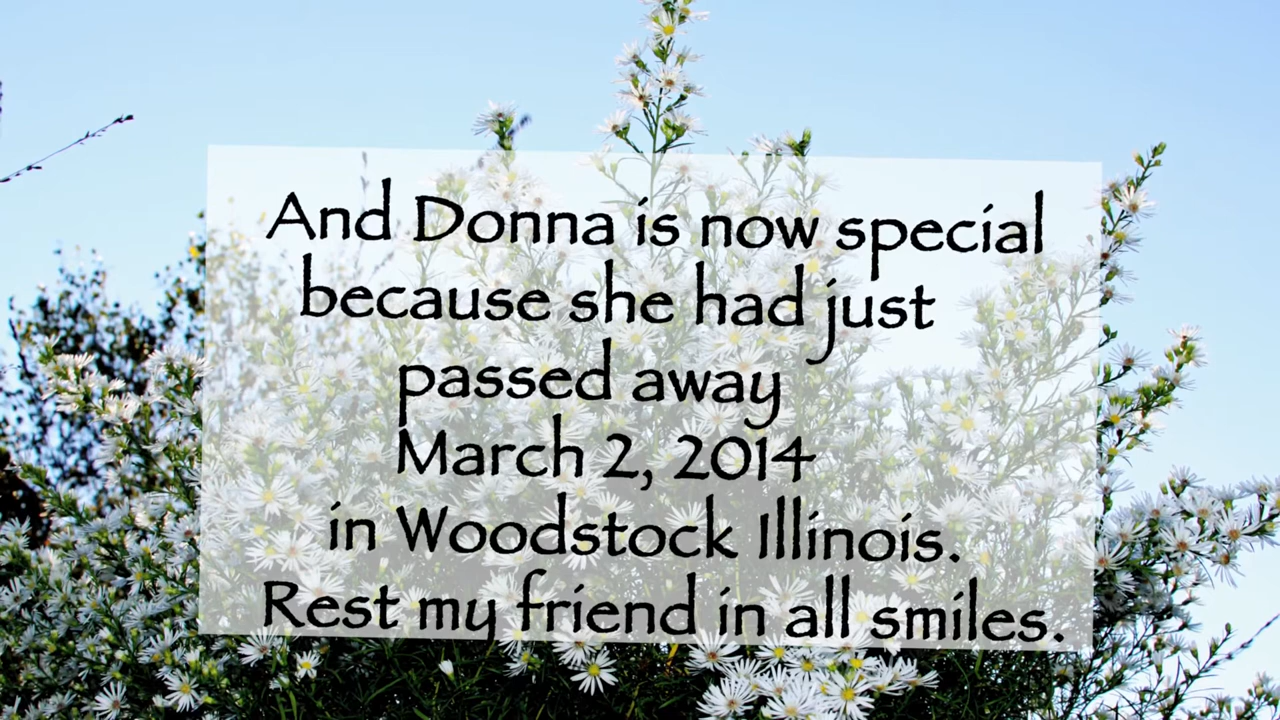 And Donna is now special
because she had just
passed away
March 2, 2014
in Woodstock Illinois.
Rest my friend in all smiles.